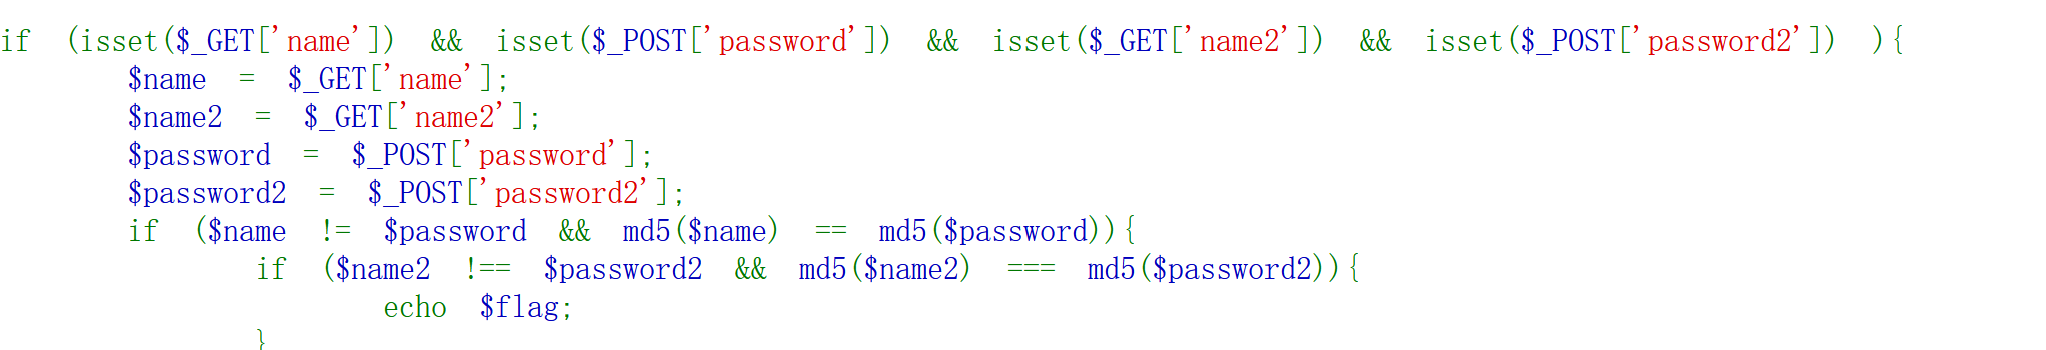 if (isset($_GET['name']) && isset($_POST['password']) && isset($_GET['name2']) && isset($_POST['password2']) ){
$name = $_GET['name'];
$name2 = $_GET['name2'];
$password = $_POST['password'];
$password2 = $_POST['password2'];
if ($name != $password && md5($name) == md5($password)){
if ($name2 !== $password2 && md5($name2) === md5($password2)){
echo $flag;
}